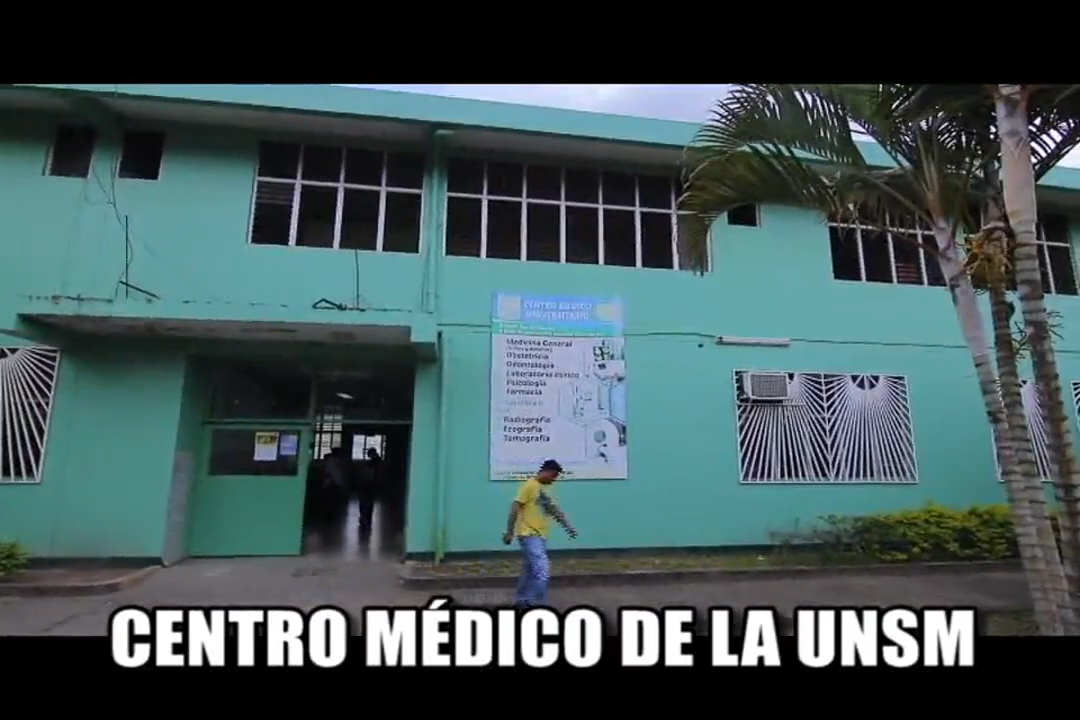 CENTRO MÉDICO
UNIVERSITARIO
Medicina General
Obstetricia
Odontología
Laboratorio clínico
Psicología
Farmacia
Radiografía
Ecografía
Tomografía
CENTRO MÉDICO DE LA UNSM